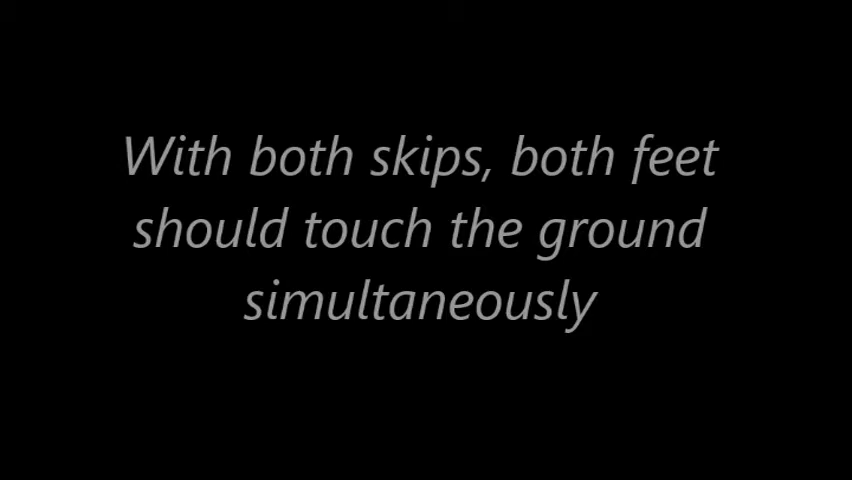 With both skips, both feet
should touch the ground
simultaneously